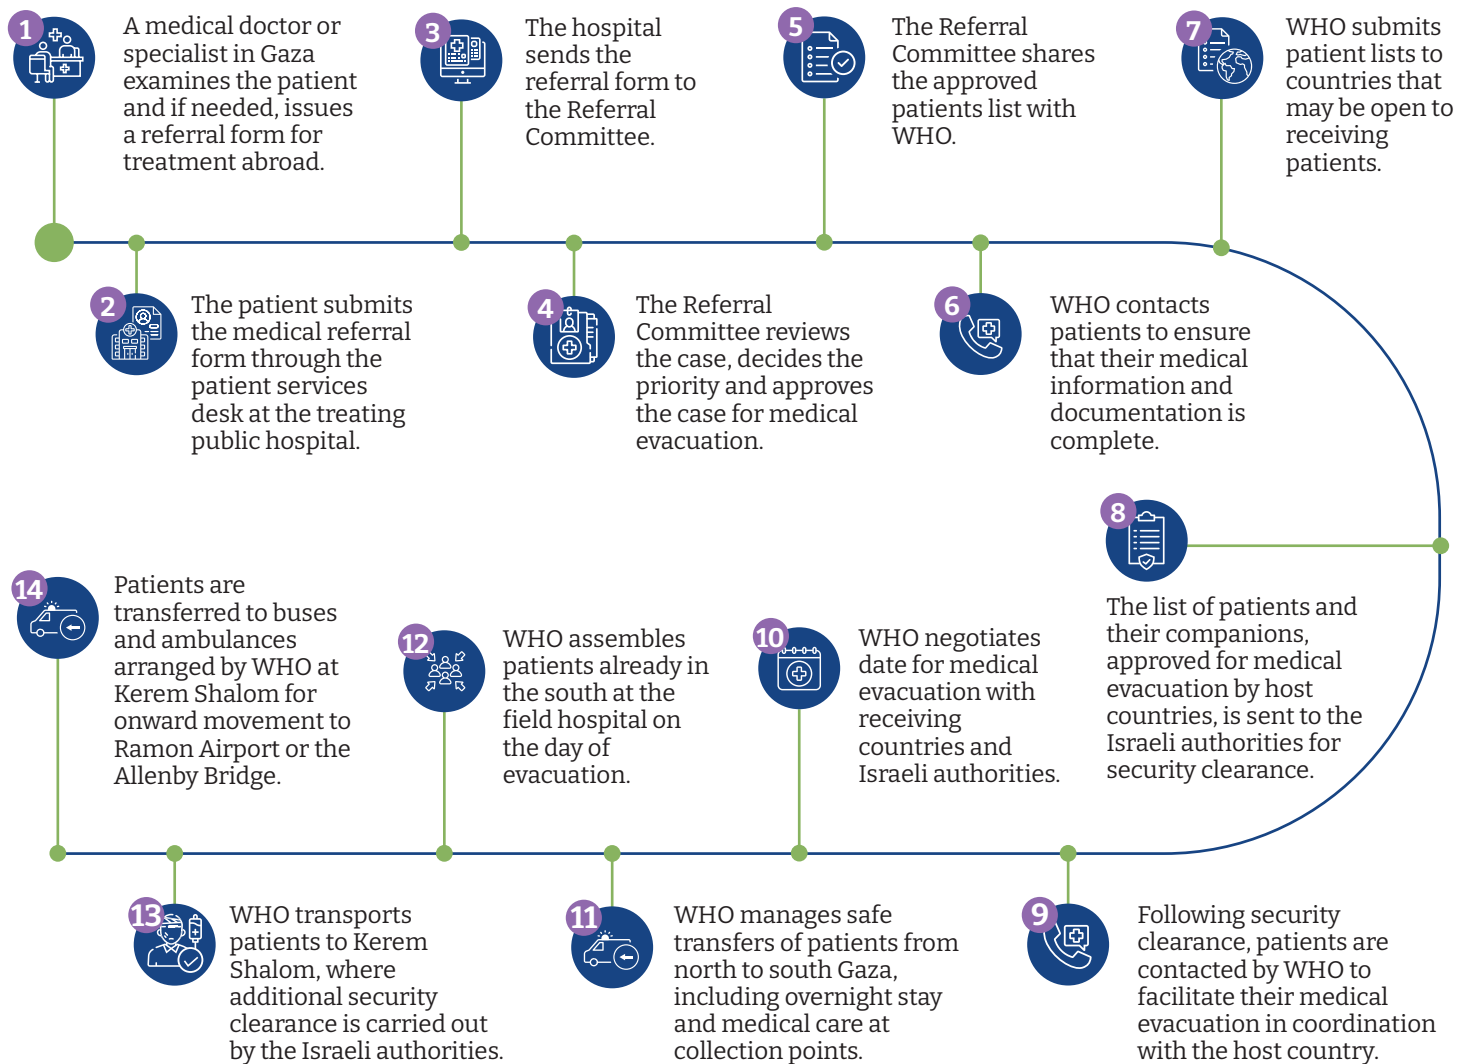 1
A medical doctor or
specialist in Gaza
examines the patient
and if needed, issues
a referral form for
treatment abroad.
2
The patient submits
the medical referral
form through the
patient services
desk at the treating
public hospital.
3
The hospital
sends the
referral form to
the Referral
Committee.
4
The Referral
Committee reviews
the case, decides the
priority and approves
the case for medical
evacuation.
5
The Referral
Committee shares
the approved
patients list with
WHO.
6
WHO contacts
patients to ensure
that their medical
information and
documentation is
complete.
7
WHO submits
patient lists to
countries that
may be open to
receiving
patients.
8
The list of patients and
their companions,
approved for medical
evacuation by host
countries, is sent to the
Israeli authorities for
security clearance.
9
Following security
clearance, patients are
contacted by WHO to
facilitate their medical
evacuation in coordination
with the host country.
10
WHO negotiates
date for medical
evacuation with
receiving
countries and
Israeli authorities.
11
WHO manages safe
transfers of patients from
north to south Gaza,
including overnight stay
and medical care at
collection points.
12
WHO assembles
patients already in
the south at the
field hospital on
the day of
evacuation.
13
WHO transports
patients to Kerem
Shalom, where
additional security
clearance is carried out
by the Israeli authorities.
14
Patients are
transferred to buses
and ambulances
arranged by WHO at
Kerem Shalom for
onward movement to
Ramon Airport or the
Allenby Bridge.